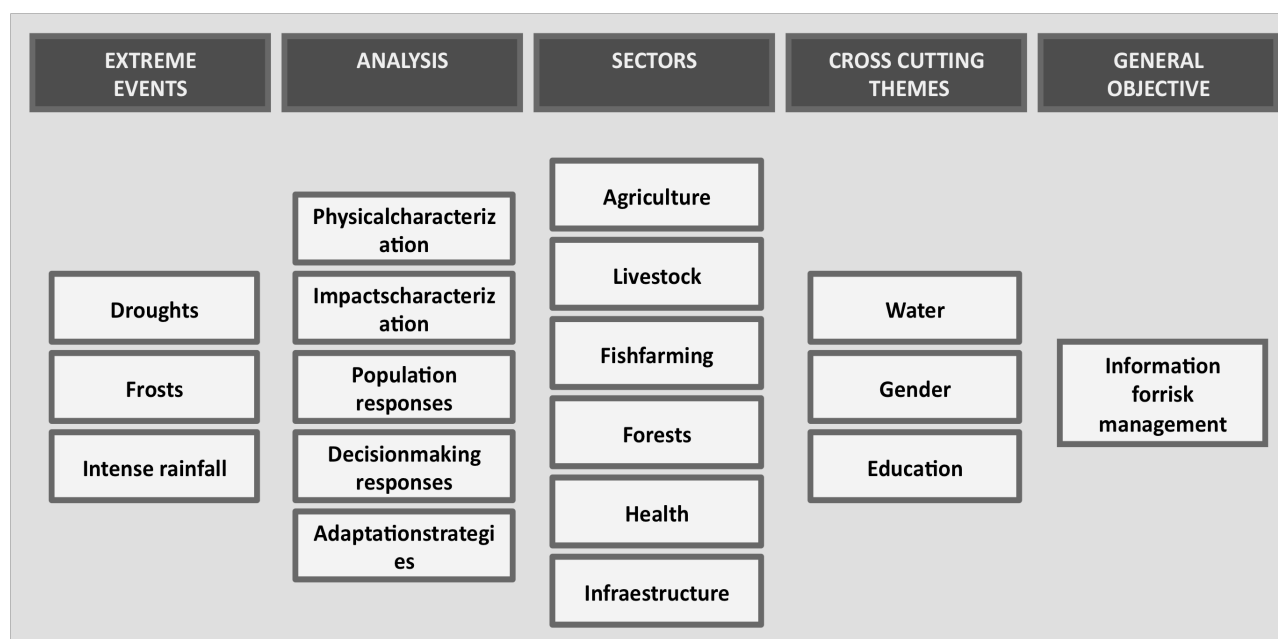 EXTREME
EVENTS
ANALYSIS
SECTORS
CROSS CUTTING
THEMES
GENERAL
OBJECTIVE
Droughts
Frosts
Intense rainfall
Physicalcharacteriz
ation
Impactscharacteriz
ation
Population
responses
Decisionmaking
responses
Adaptationstrategi
es
Agriculture
Livestock
Fishfarming
Forests
Health
Infraestructure
Water
Gender
Education
Information
forrisk
management